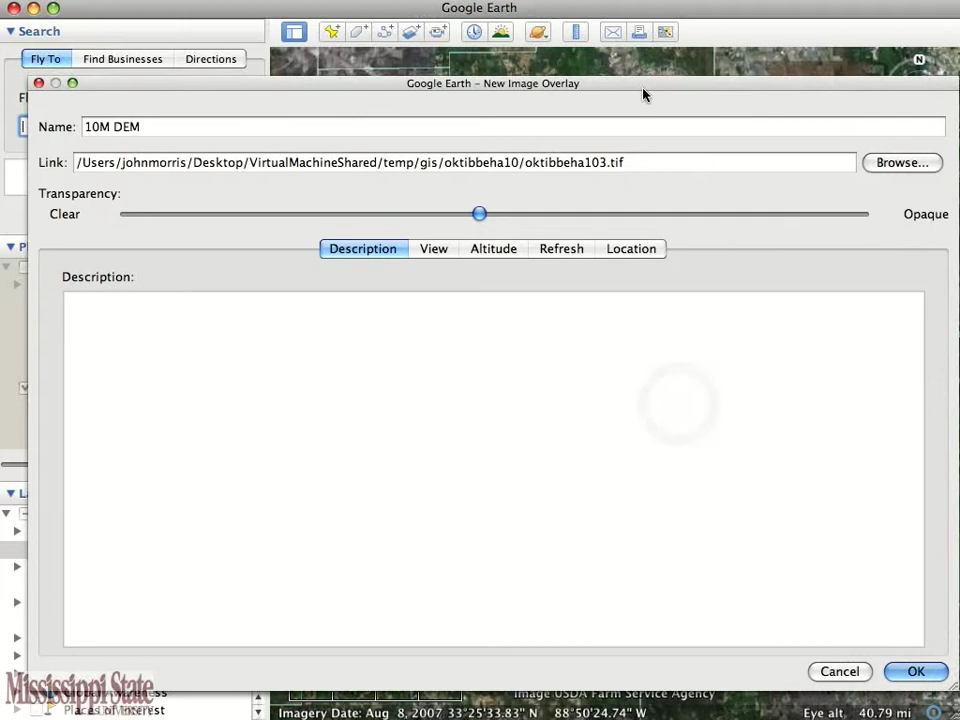 Google Earth
Search
Fly To Find Businesses Directions
N
Google Earth – New Image Overlay
Name: 10M DEM
Link: /Users/johnmorris/Desktop/VirtualMachineShared/temp/gis/oktibbeha10/oktibbeha103.tif Browse...
Transparency:
Clear Opaque
Description View Altitude Refresh Location
Description:
Cancel OK
Mississippi State
Places of Interest
Image USDA Farm Service Agency
Imagery Date: Aug 8, 2007 33°25'33.83" N 88°50'24.74" W Eye alt 40.79 mi